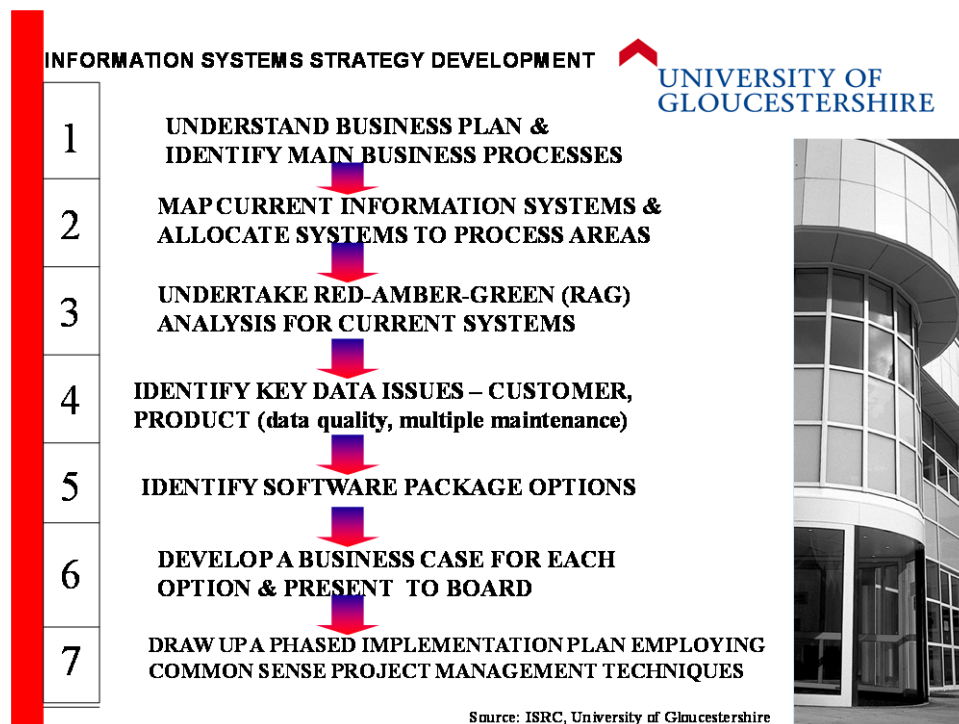 INFORMATION SYSTEMS STRATEGY DEVELOPMENT
UNIVERSITY OF
GLOUCESTERSHIRE
1
UNDERSTAND BUSINESS PLAN &
IDENTIFY MAIN BUSINESS PROCESSES
2
MAP CURRENT INFORMATION SYSTEMS &
ALLOCATE SYSTEMS TO PROCESS AREAS
3
UNDERTAKE RED-AMBER-GREEN (RAG)
ANALYSIS FOR CURRENT SYSTEMS
4
IDENTIFY KEY DATA ISSUES – CUSTOMER,
PRODUCT (data quality, multiple maintenance)
5
IDENTIFY SOFTWARE PACKAGE OPTIONS
6
DEVELOP A BUSINESS CASE FOR EACH
OPTION & PRESENT TO BOARD
7
DRAW UP A PHASED IMPLEMENTATION PLAN EMPLOYING
COMMON SENSE PROJECT MANAGEMENT TECHNIQUES
Source: ISRC, University of Gloucestershire